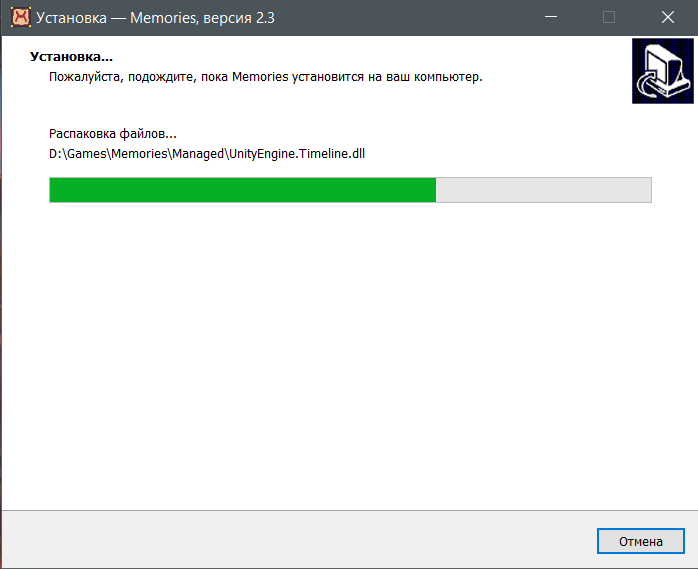 Установка — Memories, версия 2.3
Установка...
Пожалуйста, подождите, пока Memories установится на ваш компьютер.
Распаковка файлов...
D:\Games\Memories\Managed\UnityEngine.Timeline.dll
Отмена